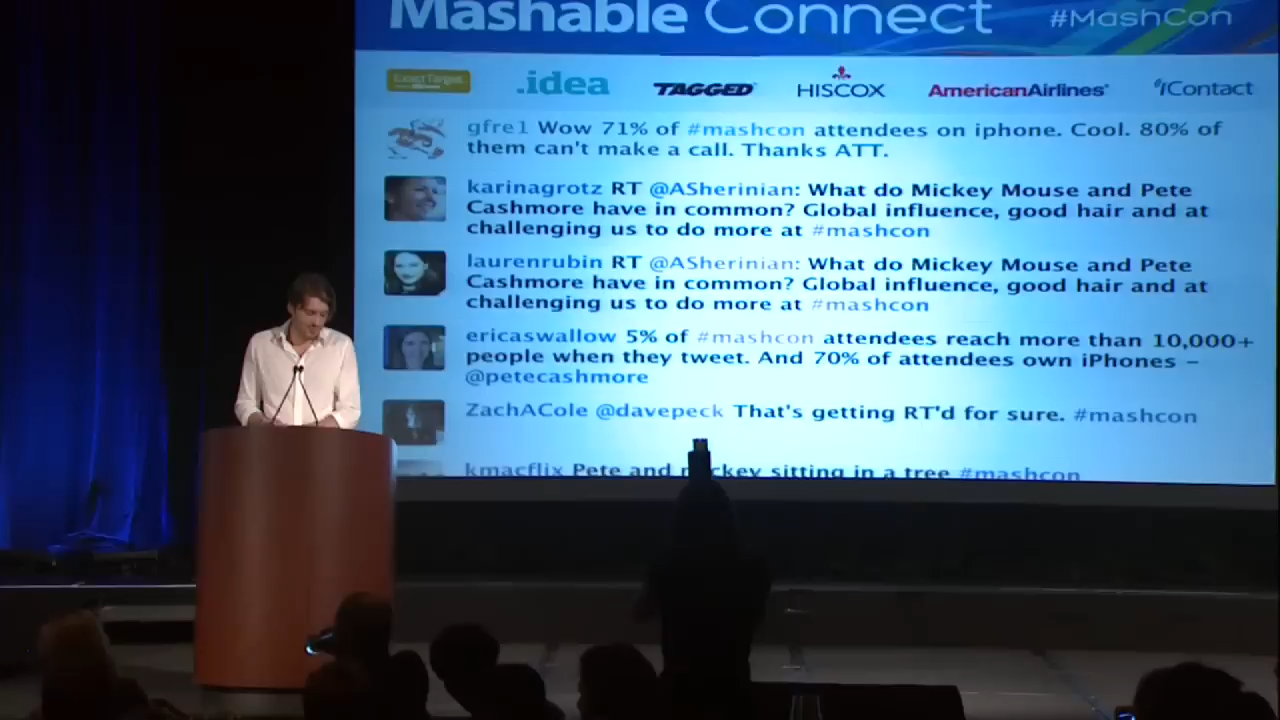 Mashable Connect #MashCon
ExactTarget .idea TAGGED HISCOX AmericanAirlines iContact
gfre1 Wow 71% of #mashcon attendees on iphone. Cool. 80% of
them can't make a call. Thanks ATT.
karinagrotz RT @ASherinian: What do Mickey Mouse and Pete
Cashmore have in common? Global influence, good hair and at
challenging us to do more at #mashcon
laurenrubin RT @ASherinian: What do Mickey Mouse and Pete
Cashmore have in common? Global influence, good hair and at
challenging us to do more at #mashcon
ericaswallow 5% of #mashcon attendees reach more than 10,000+
people when they tweet. And 70% of attendees own iPhones –
@petecashmore
ZachACole @davepeck That's getting RT'd for sure. #mashcon
kmacflix Pete and mickey sitting in a tree #mashcon